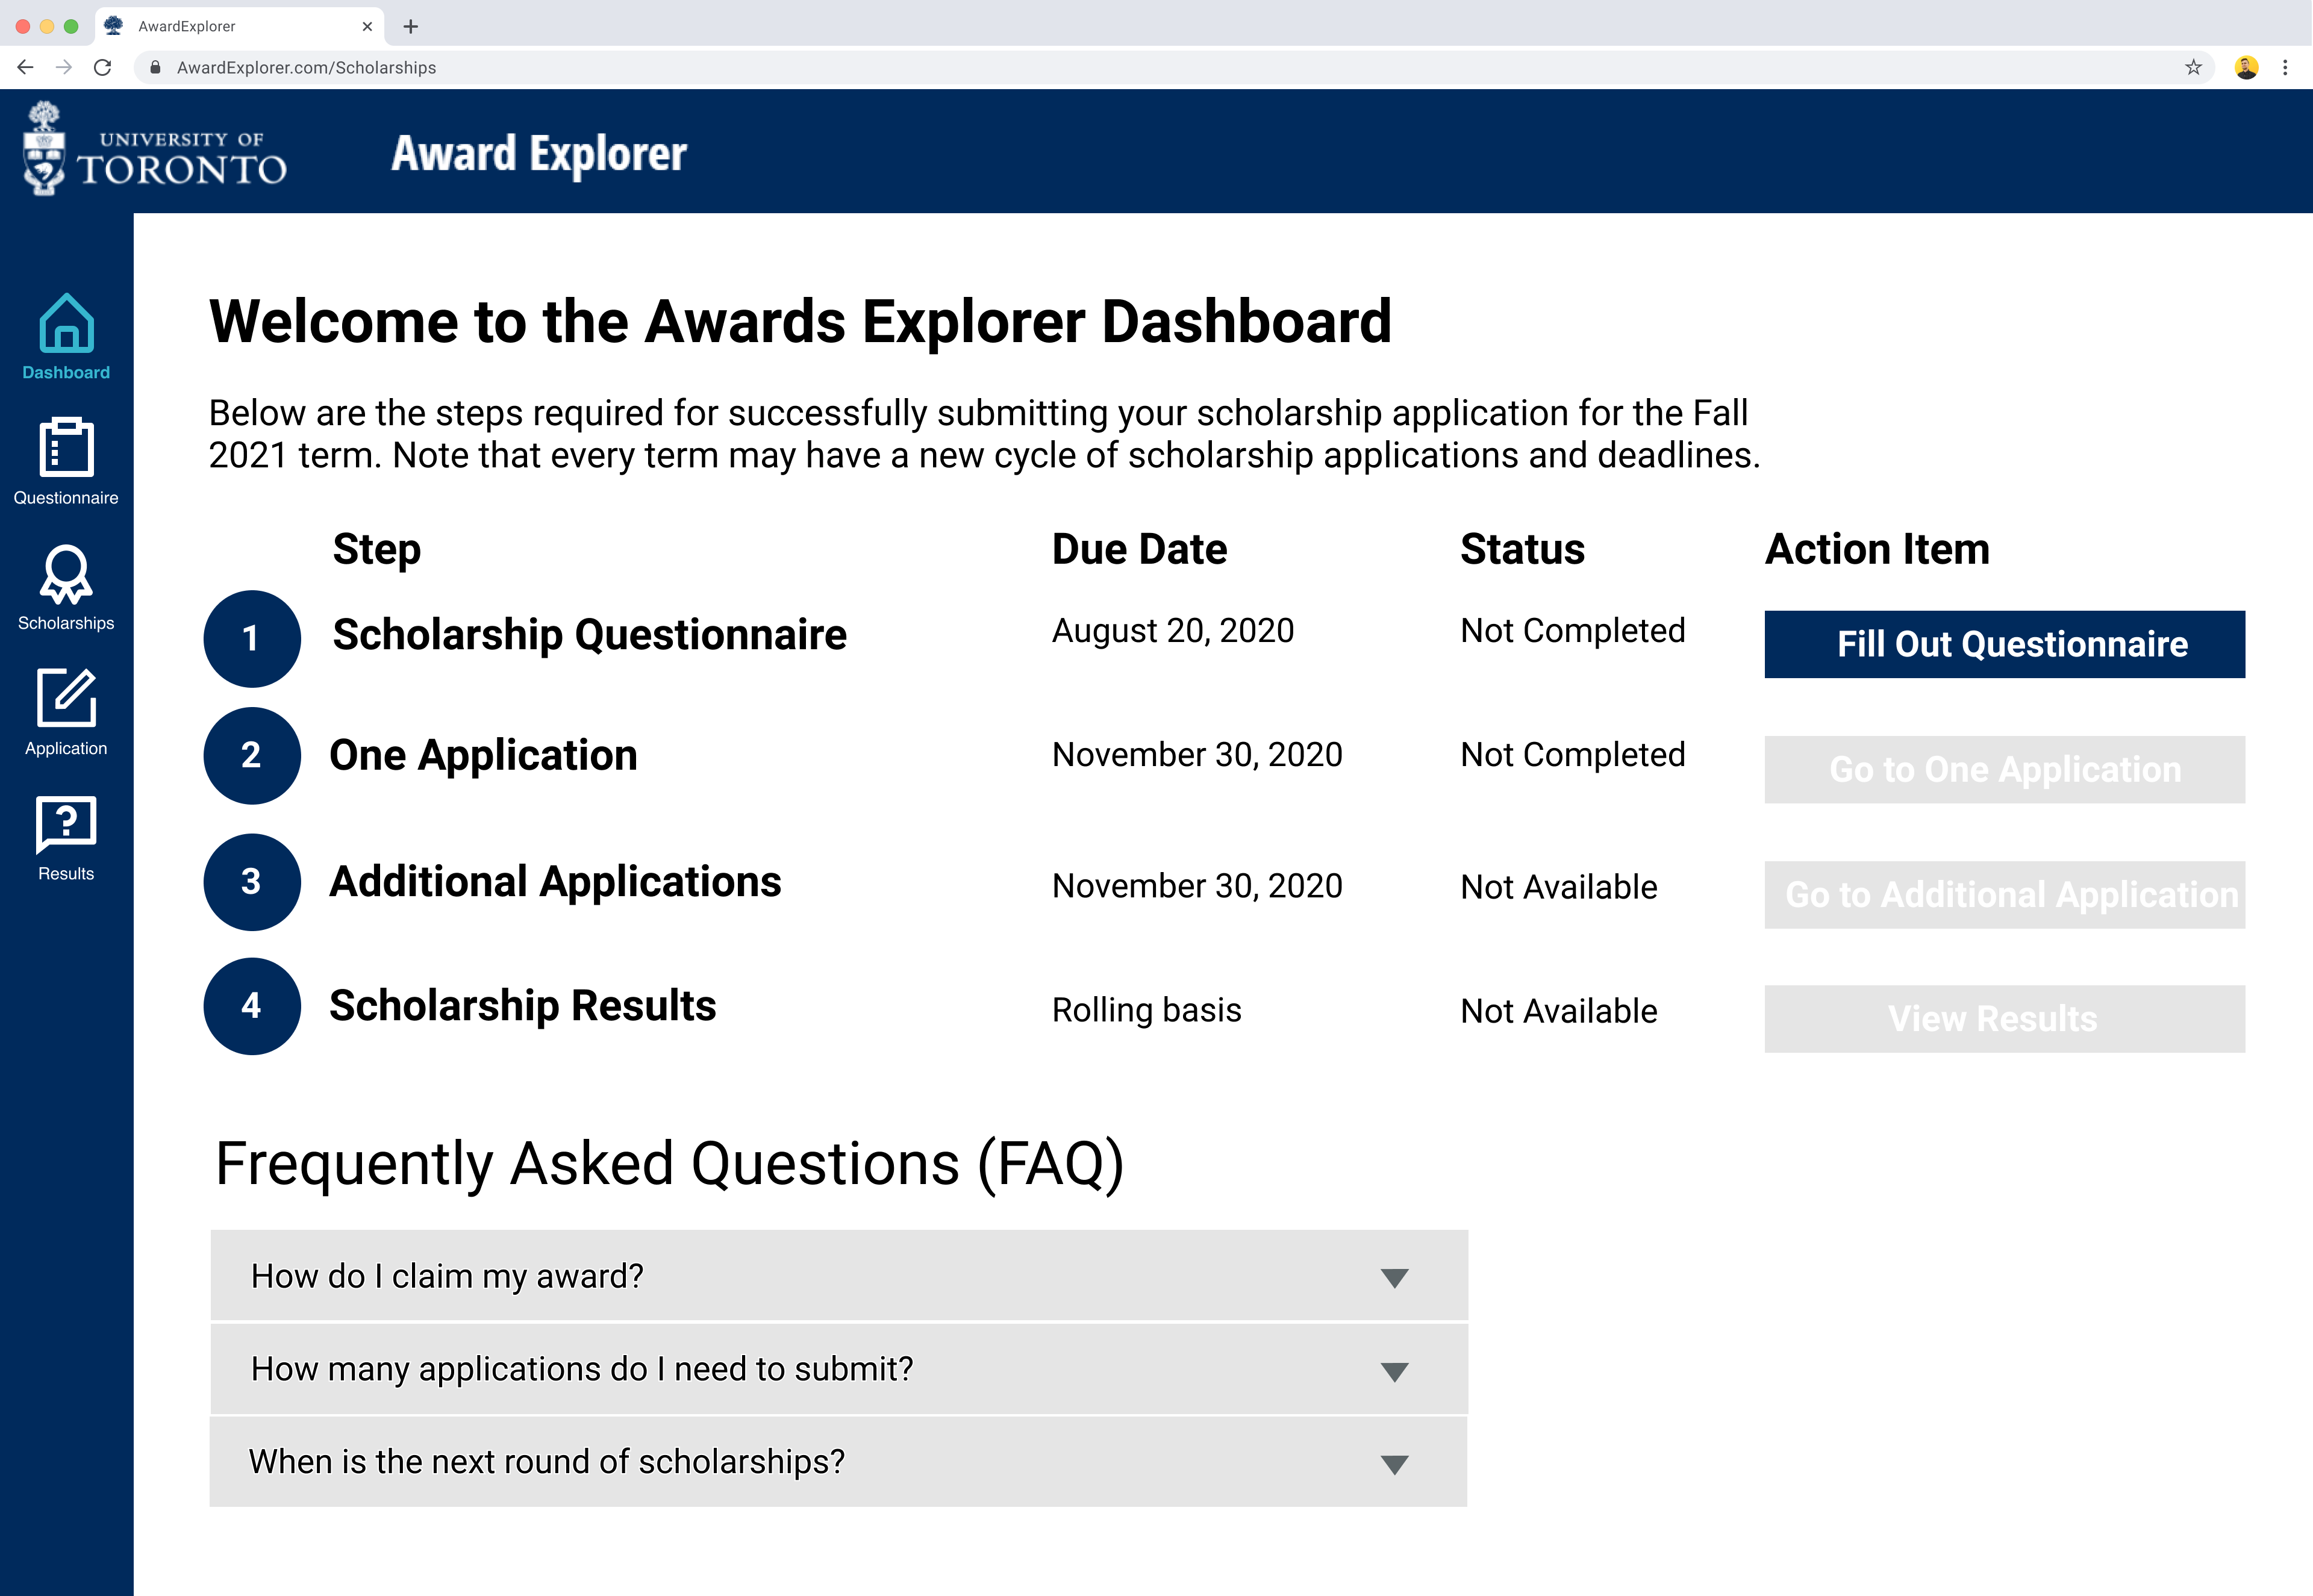 AwardExplorer
AwardExplorer.com/Scholarships
UNIVERSITY OF
TORONTO
Award Explorer
Dashboard
Questionnaire
Scholarships
Application
Results
Welcome to the Awards Explorer Dashboard
Below are the steps required for successfully submitting your scholarship application for the Fall
2021 term. Note that every term may have a new cycle of scholarship applications and deadlines.
Step Due Date Status Action Item
1 Scholarship Questionnaire August 20, 2020 Not Completed Fill Out Questionnaire
2 One Application November 30, 2020 Not Completed Go to One Application
3 Additional Applications November 30, 2020 Not Available Go to Additional Application
4 Scholarship Results Rolling basis Not Available View Results
Frequently Asked Questions (FAQ)
How do I claim my award?
How many applications do I need to submit?
When is the next round of scholarships?